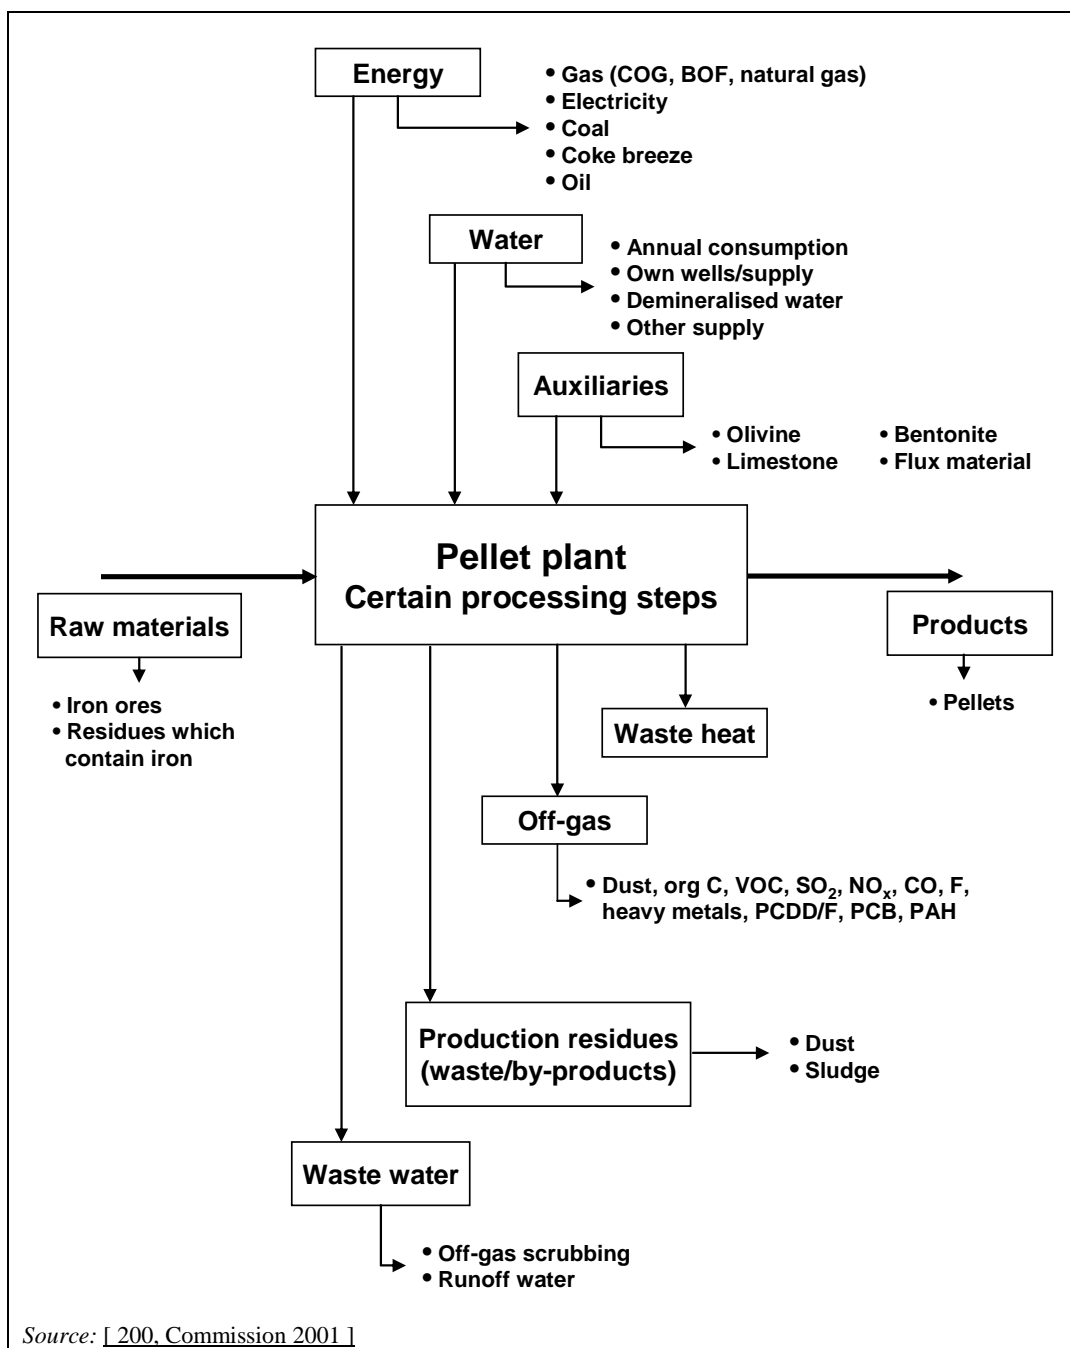 Energy
• Gas (COG, BOF, natural gas)
• Electricity
• Coal
• Coke breeze
• Oil
Water
• Annual consumption
• Own wells/supply
• Demineralised water
• Other supply
Auxiliaries
• Olivine
• Limestone
• Bentonite
• Flux material
Pellet plant
Certain processing steps
Raw materials
• Iron ores
• Residues which
contain iron
Products
• Pellets
Waste heat
Off-gas
• Dust, org C, VOC, SO₂, NOₓ, CO, F,
heavy metals, PCDD/F, PCB, PAH
Production residues
(waste/by-products)
• Dust
• Sludge
Waste water
• Off-gas scrubbing
• Runoff water
Source: [ 200, Commission 2001 ]